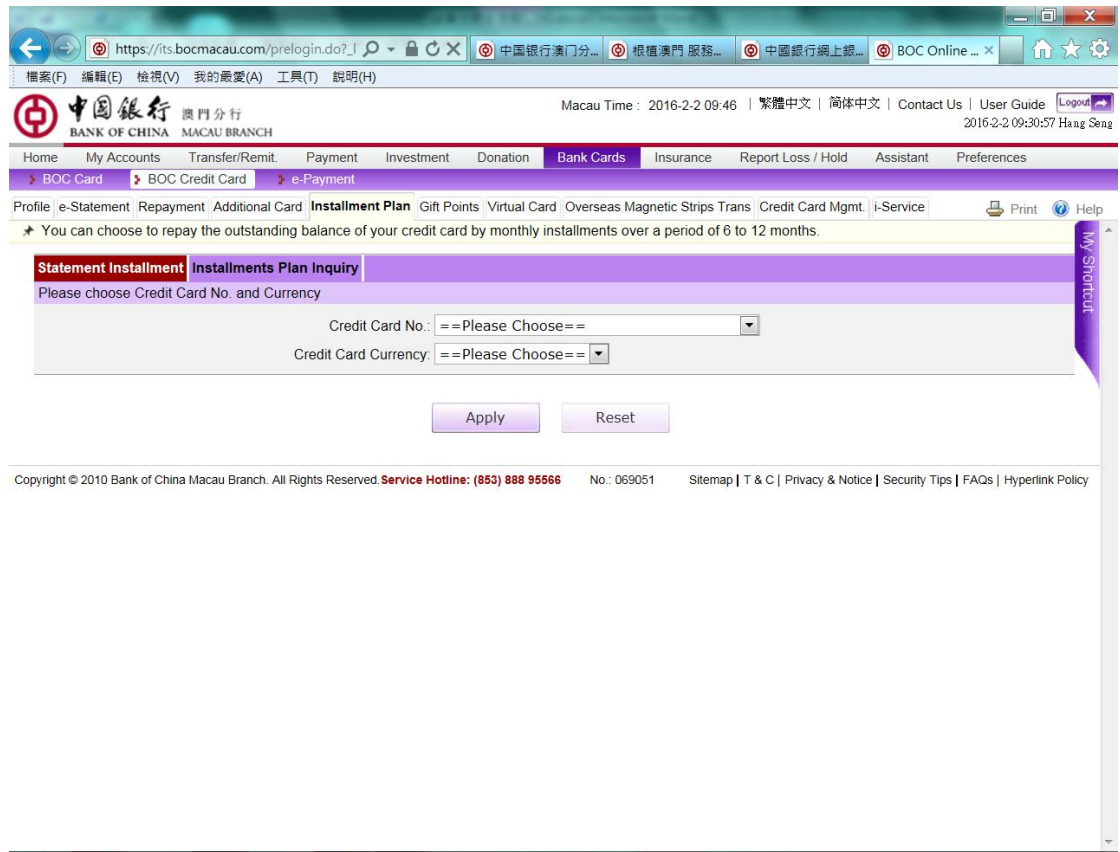 https://its.bocmacau.com/prelogin.do?_l 中国银行澳门分... 根植澳門 服務... 中國銀行網上銀... BOC Online ...
檔案(F) 編輯(E) 檢視(V) 我的最愛(A) 工具(T) 說明(H)
中国銀行 澳門分行
BANK OF CHINA MACAU BRANCH
Macau Time : 2016-2-2 09:46 | 繁體中文 | 简体中文 | Contact Us | User Guide Logout
2016-2-2 09:30:57 Hang Seng
Home My Accounts Transfer/Remit. Payment Investment Donation Bank Cards Insurance Report Loss / Hold Assistant Preferences
BOC Card BOC Credit Card e-Payment
Profile e-Statement Repayment Additional Card Installment Plan Gift Points Virtual Card Overseas Magnetic Strips Trans Credit Card Mgmt. i-Service Print Help
You can choose to repay the outstanding balance of your credit card by monthly installments over a period of 6 to 12 months.
My Shortcut
Statement Installment Installments Plan Inquiry
Please choose Credit Card No. and Currency
Credit Card No.: ==Please Choose==
Credit Card Currency: ==Please Choose==
Apply Reset
Copyright © 2010 Bank of China Macau Branch. All Rights Reserved. Service Hotline: (853) 888 95566 No.: 069051 Sitemap | T & C | Privacy & Notice | Security Tips | FAQs | Hyperlink Policy